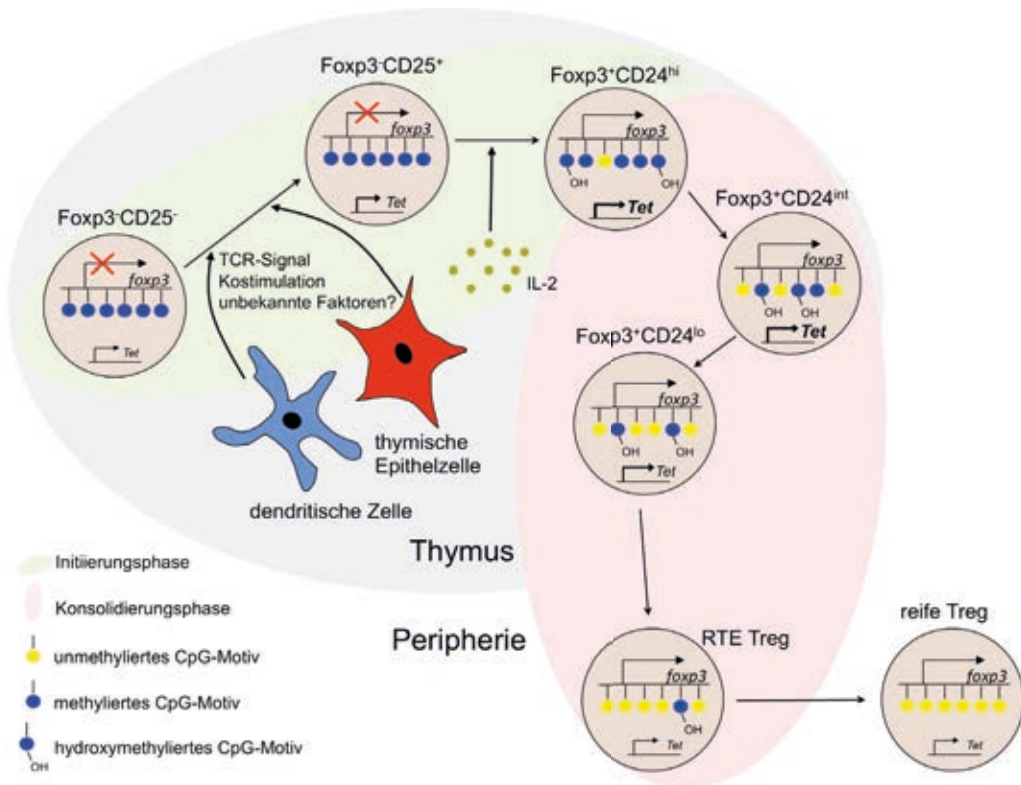 Foxp3-CD25+
foxp3
Tet
Foxp3+CD24hi
foxp3
OH
OH
Tet
Foxp3-CD25-
foxp3
Tet
TCR-Signal
Kostimulation
unbekannte Faktoren?
IL-2
Foxp3+CD24int
foxp3
OH
OH
Tet
Foxp3+CD24lo
foxp3
OH
OH
Tet
thymische
Epithelzelle
dendritische Zelle
Thymus
Peripherie
Initiierungsphase
Konsolidierungsphase
unmethyliertes CpG-Motiv
methyliertes CpG-Motiv
hydroxymethyliertes CpG-Motiv
OH
RTE Treg
foxp3
OH
Tet
reife Treg
foxp3
Tet